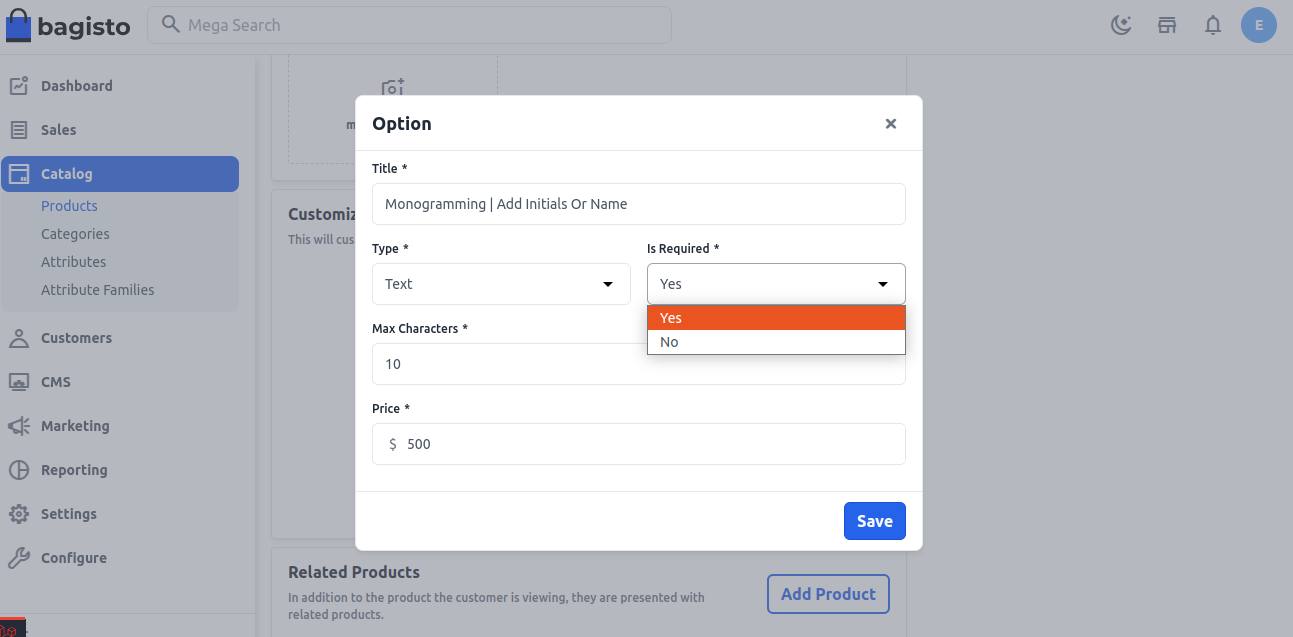 bagisto
Mega Search
E
Dashboard
Sales
Catalog
Products
Categories
Attributes
Attribute Families
Customers
CMS
Marketing
Reporting
Settings
Configure
Option
Title *
Monogramming | Add Initials Or Name
Type *
Is Required *
Text
Yes
Yes
No
Max Characters *
10
Price *
$ 500
Save
Customiz
This will cus
Related Products
In addition to the product the customer is viewing, they are presented with
related products.
Add Product